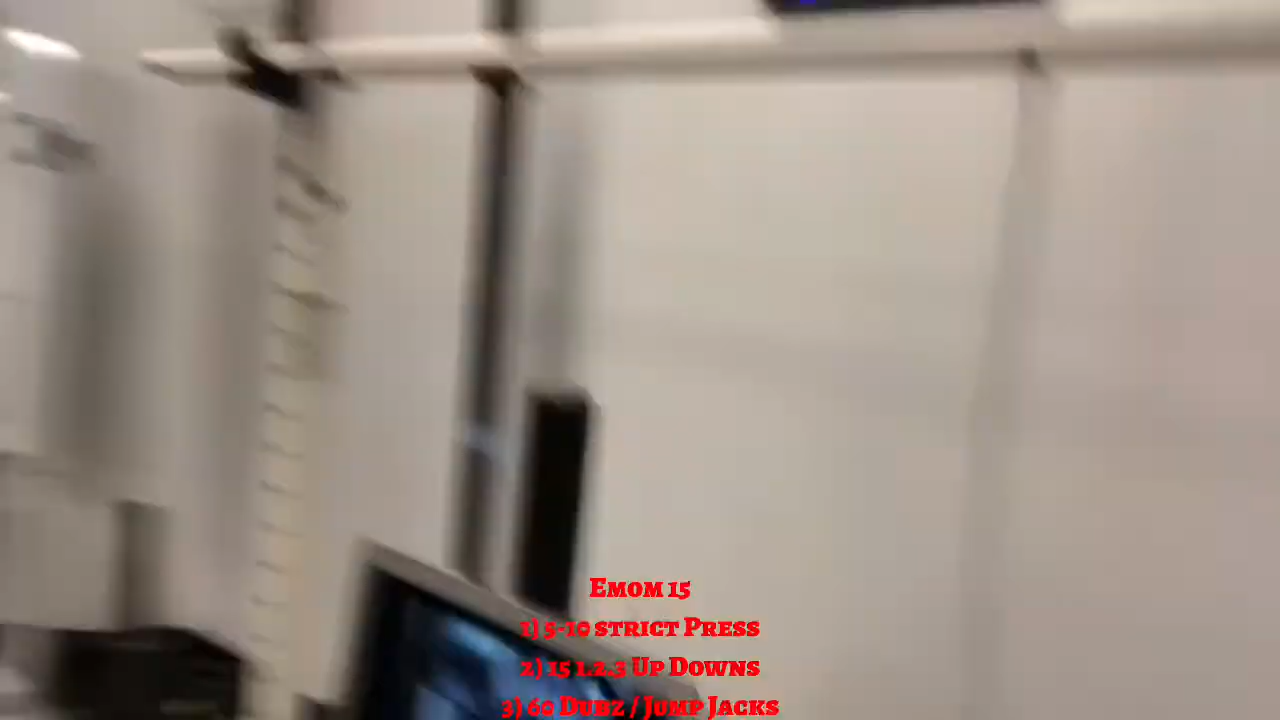 Emom 15
1) 5-10 strict Press
2) 15 1.2.3 Up Downs
3) 60 Dubz / Jump Jacks